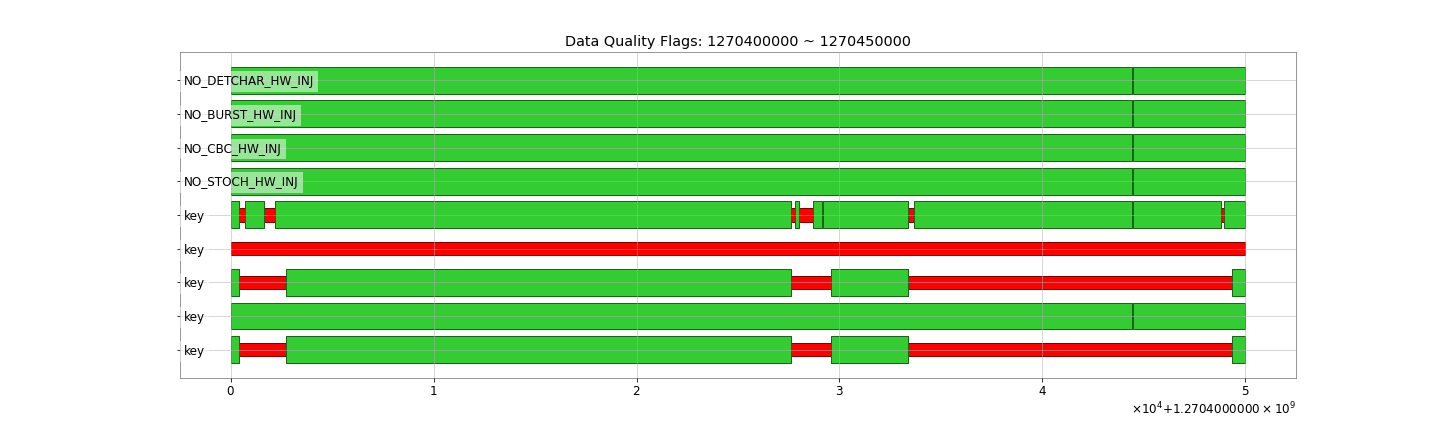 Data Quality Flags: 1270400000 ~ 1270450000
NO_DETCHAR_HW_INJ
NO_BURST_HW_INJ
NO_CBC_HW_INJ
NO_STOCH_HW_INJ
key
key
key
key
key
0 1 2 3 4 5
×10⁴+1.2704000000 × 10⁹